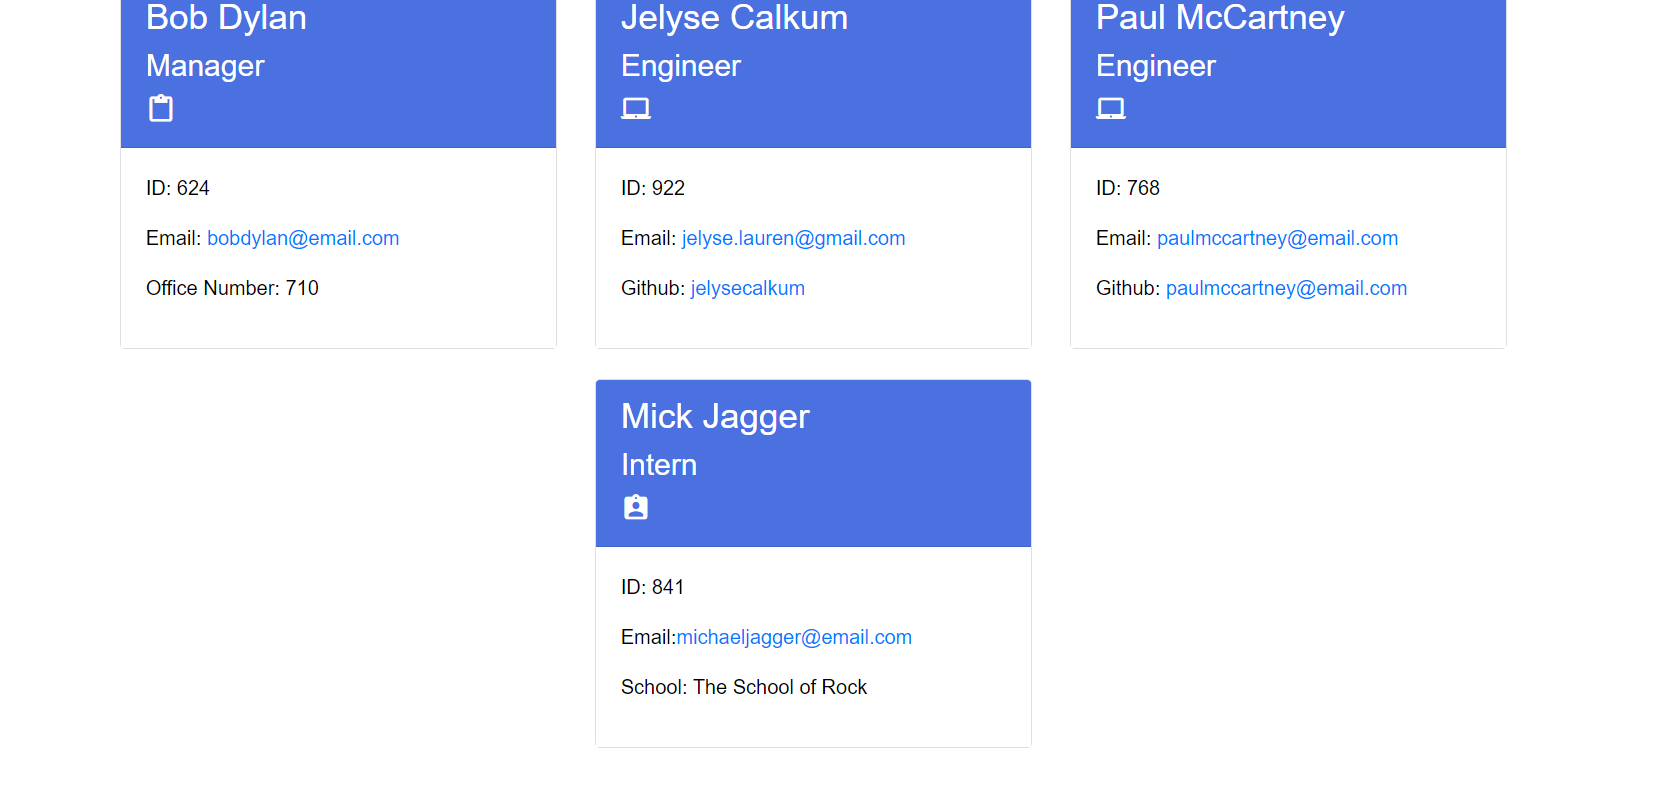 Bob Dylan
Manager
ID: 624
Email: bobdylan@email.com
Office Number: 710
Jelyse Calkum
Engineer
ID: 922
Email: jelyse.lauren@gmail.com
Github: jelysecalkum
Paul McCartney
Engineer
ID: 768
Email: paulmccartney@email.com
Github: paulmccartney@email.com
Mick Jagger
Intern
ID: 841
Email:michaeljagger@email.com
School: The School of Rock